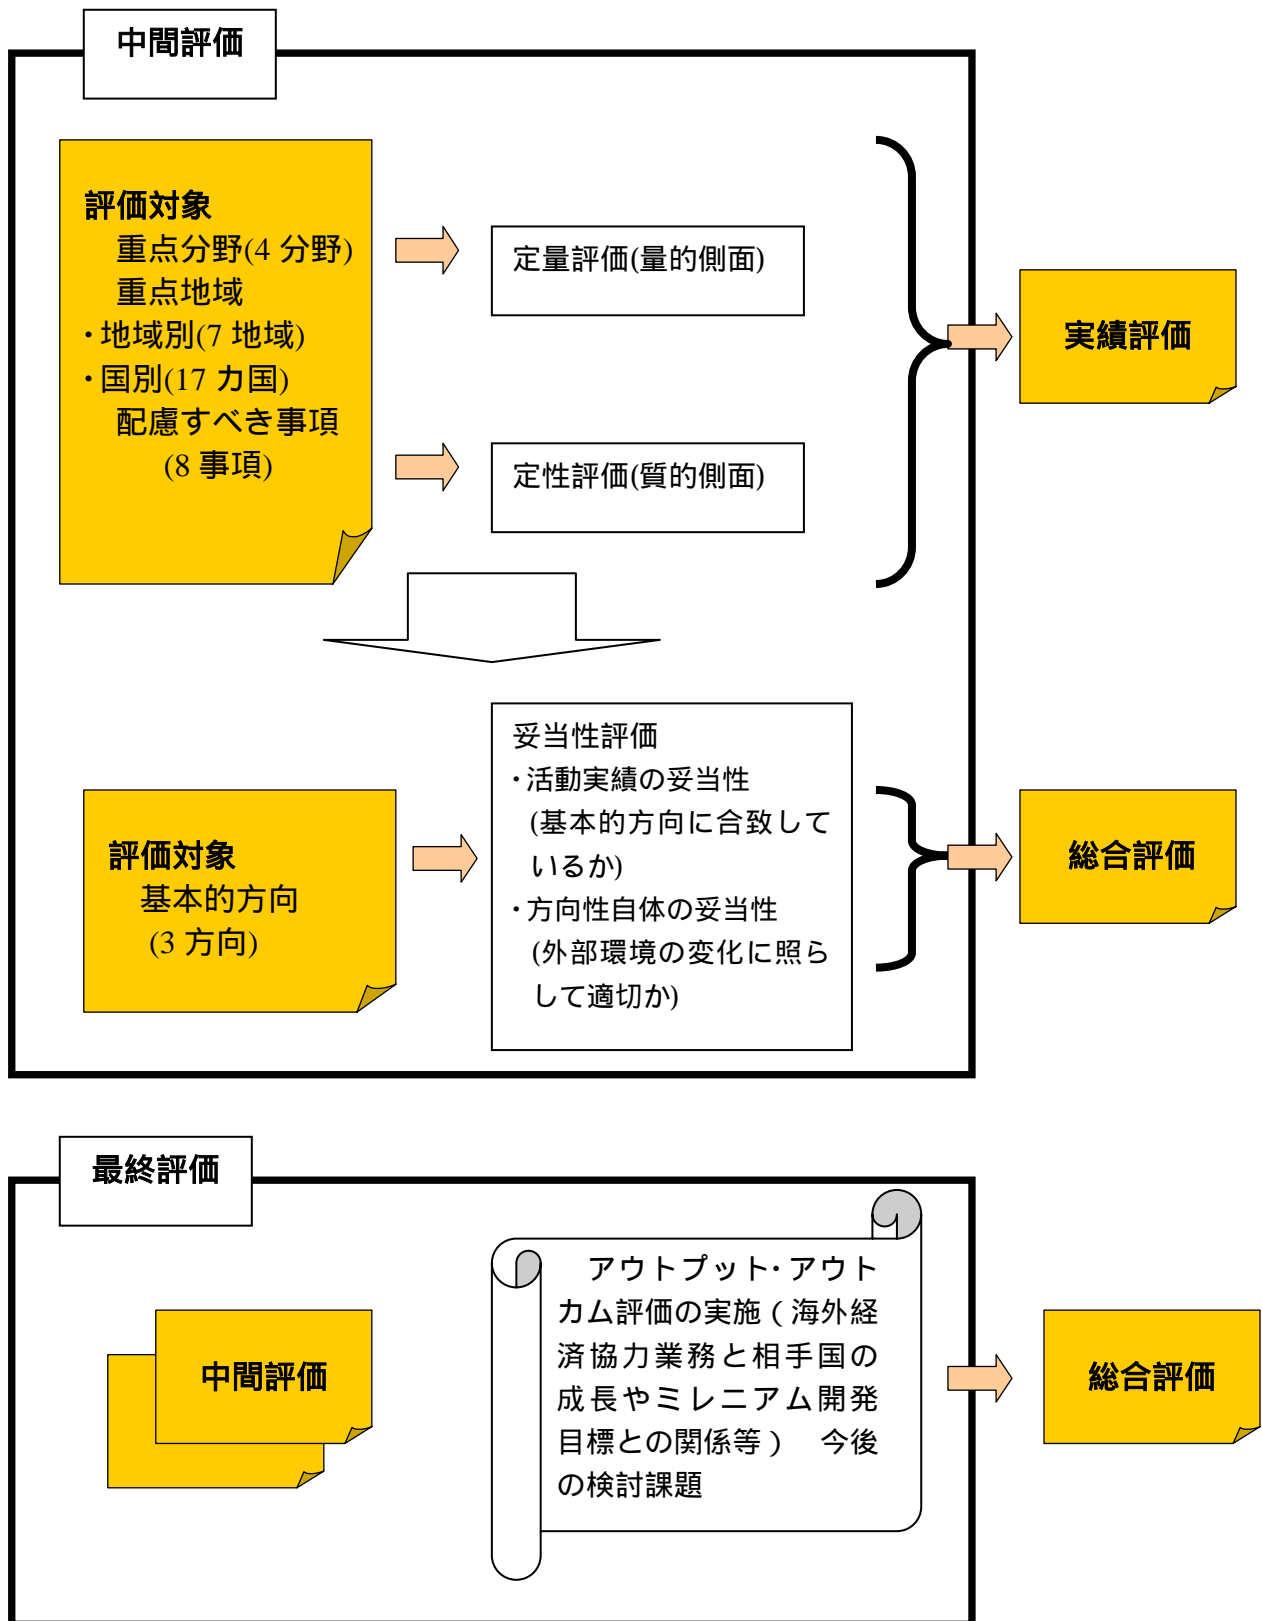 中間評価
評価対象
重点分野(4 分野)
重点地域
・地域別(7 地域)
・国別(17 カ国)
配慮すべき事項
(8 事項)
定量評価(量的側面)
定性評価(質的側面)
実績評価
評価対象
基本的方向
(3 方向)
妥当性評価
・活動実績の妥当性
(基本的方向に合致して
いるか)
・方向性自体の妥当性
(外部環境の変化に照ら
して適切か)
総合評価
最終評価
中間評価
アウトプット・アウト
カム評価の実施(海外経
済協力業務と相手国の
成長やミレニアム開発
目標との関係等) 今後
の検討課題
総合評価